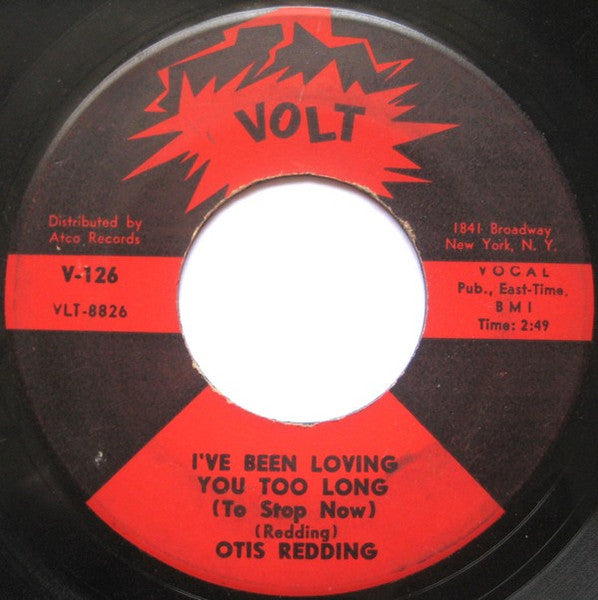 VOLT
Distributed by
Atco Records
1841 Broadway
New York, N. Y.
V-126
VLT-8826
VOCAL
Pub., East-Time,
BMI
Time: 2:49
I'VE BEEN LOVING
YOU TOO LONG
(To Stop Now)
(Redding)
OTIS REDDING